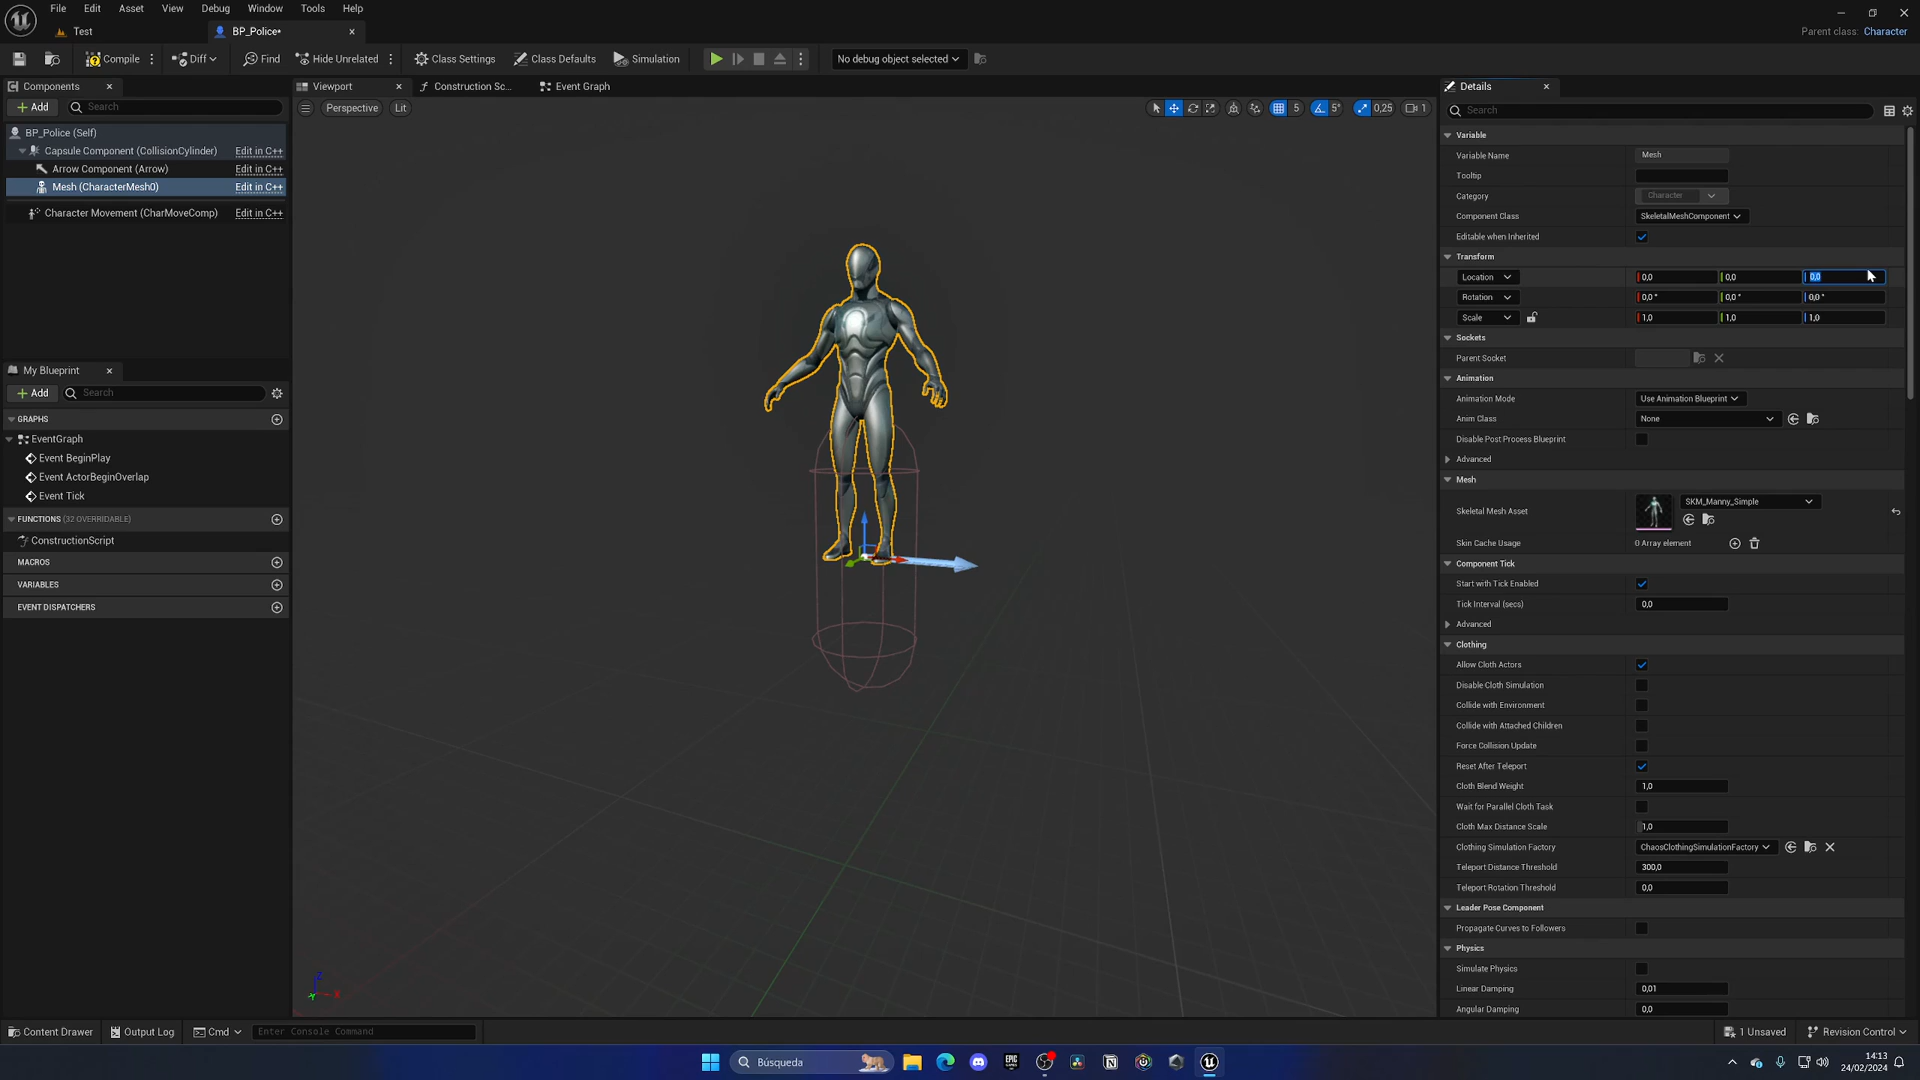 File Edit Asset View Debug Window Tools Help
Test
BP_Police*
Parent class: Character
Compile
Diff
Find
Hide Unrelated
Class Settings
Class Defaults
Simulation
No debug object selected
Components
Add
Search
BP_Police (Self)
Capsule Component (CollisionCylinder) Edit in C++
Arrow Component (Arrow) Edit in C++
Mesh (CharacterMesh0) Edit in C++
Character Movement (CharMoveComp) Edit in C++
My Blueprint
Add
Search
GRAPHS
EventGraph
Event BeginPlay
Event ActorBeginOverlap
Event Tick
FUNCTIONS (32 OVERRIDABLE)
ConstructionScript
MACROS
VARIABLES
EVENT DISPATCHERS
Viewport
Construction Sc...
Event Graph
Perspective
Lit
5
5°
0,25
1
Z
X
Y
Details
Search
Variable
Variable Name Mesh
Tooltip
Category Character
Component Class SkeletalMeshComponent
Editable when Inherited
Transform
Location 0,0 0,0 0,0
Rotation 0,0 ° 0,0 ° 0,0 °
Scale 1,0 1,0 1,0
Sockets
Parent Socket
Animation
Animation Mode Use Animation Blueprint
Anim Class None
Disable Post Process Blueprint
Advanced
Mesh
Skeletal Mesh Asset SKM_Manny_Simple
Skin Cache Usage 0 Array element
Component Tick
Start with Tick Enabled
Tick Interval (secs) 0,0
Advanced
Clothing
Allow Cloth Actors
Disable Cloth Simulation
Collide with Environment
Collide with Attached Children
Force Collision Update
Reset After Teleport
Cloth Blend Weight 1,0
Wait for Parallel Cloth Task
Cloth Max Distance Scale 1,0
Clothing Simulation Factory ChaosClothingSimulationFactory
Teleport Distance Threshold 300,0
Teleport Rotation Threshold 0,0
Leader Pose Component
Propagate Curves to Followers
Physics
Simulate Physics
Linear Damping 0,01
Angular Damping 0,0
Content Drawer
Output Log
Cmd
Enter Console Command
1 Unsaved
Revision Control
Búsqueda
EPIC GAMES
14:13
24/02/2024